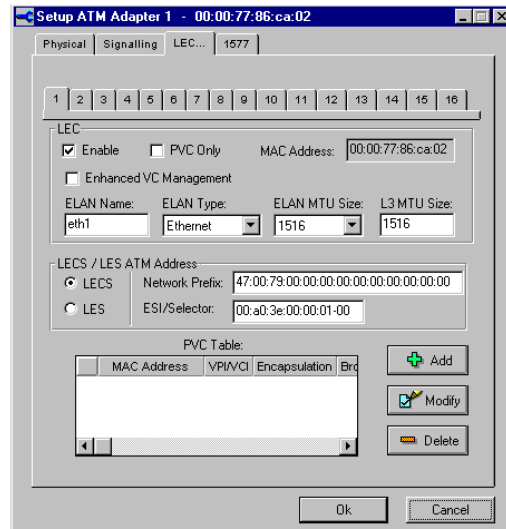 Setup ATM Adapter 1 - 00:00:77:86:ca:02
Physical Signalling LEC... 1577
1 2 3 4 5 6 7 8 9 10 11 12 13 14 15 16
LEC
Enable PVC Only MAC Address: 00:00:77:86:ca:02
Enhanced VC Management
ELAN Name: ELAN Type: ELAN MTU Size: L3 MTU Size:
eth1 Ethernet 1516 1516
LECS / LES ATM Address
LECS Network Prefix: 47:00:79:00:00:00:00:00:00:00:00:00:00
LES ESI/Selector: 00:a0:3e:00:00:01-00
PVC Table:
MAC Address VPI/VCI Encapsulation Bro
Add
Modify
Delete
Ok Cancel